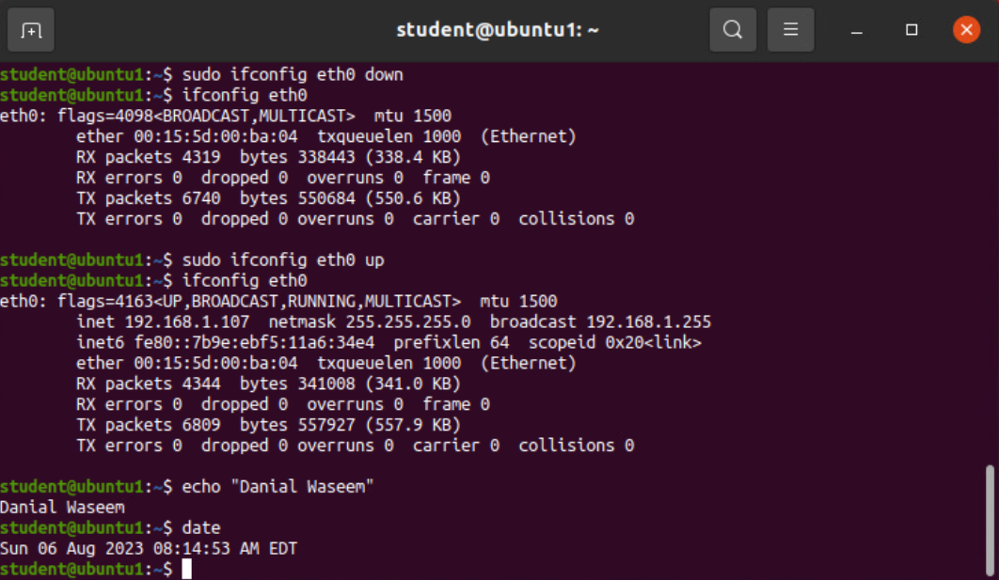 student@ubuntu1: ~
student@ubuntu1:~$ sudo ifconfig eth0 down
student@ubuntu1:~$ ifconfig eth0
eth0: flags=4098<BROADCAST,MULTICAST>  mtu 1500
        ether 00:15:5d:00:ba:04  txqueuelen 1000  (Ethernet)
        RX packets 4319  bytes 338443 (338.4 KB)
        RX errors 0  dropped 0  overruns 0  frame 0
        TX packets 6740  bytes 550684 (550.6 KB)
        TX errors 0  dropped 0 overruns 0  carrier 0  collisions 0
student@ubuntu1:~$ sudo ifconfig eth0 up
student@ubuntu1:~$ ifconfig eth0
eth0: flags=4163<UP,BROADCAST,RUNNING,MULTICAST>  mtu 1500
        inet 192.168.1.107  netmask 255.255.255.0  broadcast 192.168.1.255
        inet6 fe80::7b9e:ebf5:11a6:34e4  prefixlen 64  scopeid 0x20<link>
        ether 00:15:5d:00:ba:04  txqueuelen 1000  (Ethernet)
        RX packets 4344  bytes 341008 (341.0 KB)
        RX errors 0  dropped 0  overruns 0  frame 0
        TX packets 6809  bytes 557927 (557.9 KB)
        TX errors 0  dropped 0 overruns 0  carrier 0  collisions 0
student@ubuntu1:~$ echo "Danial Waseem"
Danial Waseem
student@ubuntu1:~$ date
Sun 06 Aug 2023 08:14:53 AM EDT
student@ubuntu1:~$